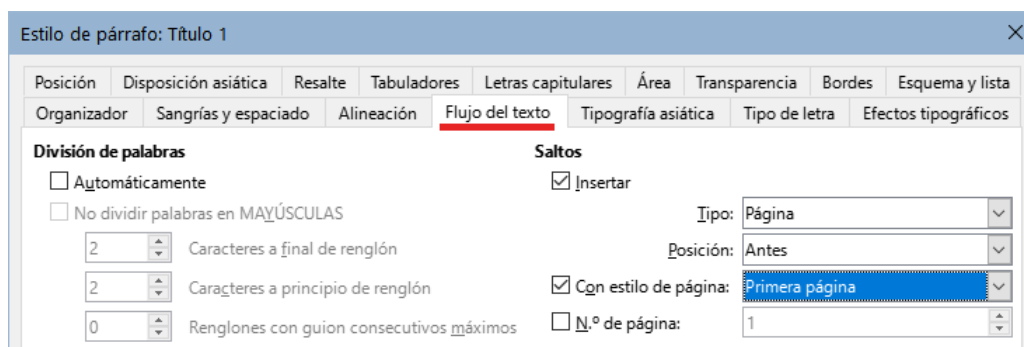 Estilo de párrafo: Título 1
Posición Disposición asiática Resalte Tabuladores Letras capitulares Área Transparencia Bordes Esquema y lista
Organizador Sangrías y espaciado Alineación Flujo del texto Tipografía asiática Tipo de letra Efectos tipográficos
División de palabras Saltos
Automáticamente Insertar
No dividir palabras en MAYÚSCULAS Tipo: Página
2 Caracteres a final de renglón Posición: Antes
2 Caracteres a principio de renglón Con estilo de página: Primera página
0 Renglones con guion consecutivos máximos N.º de página: 1